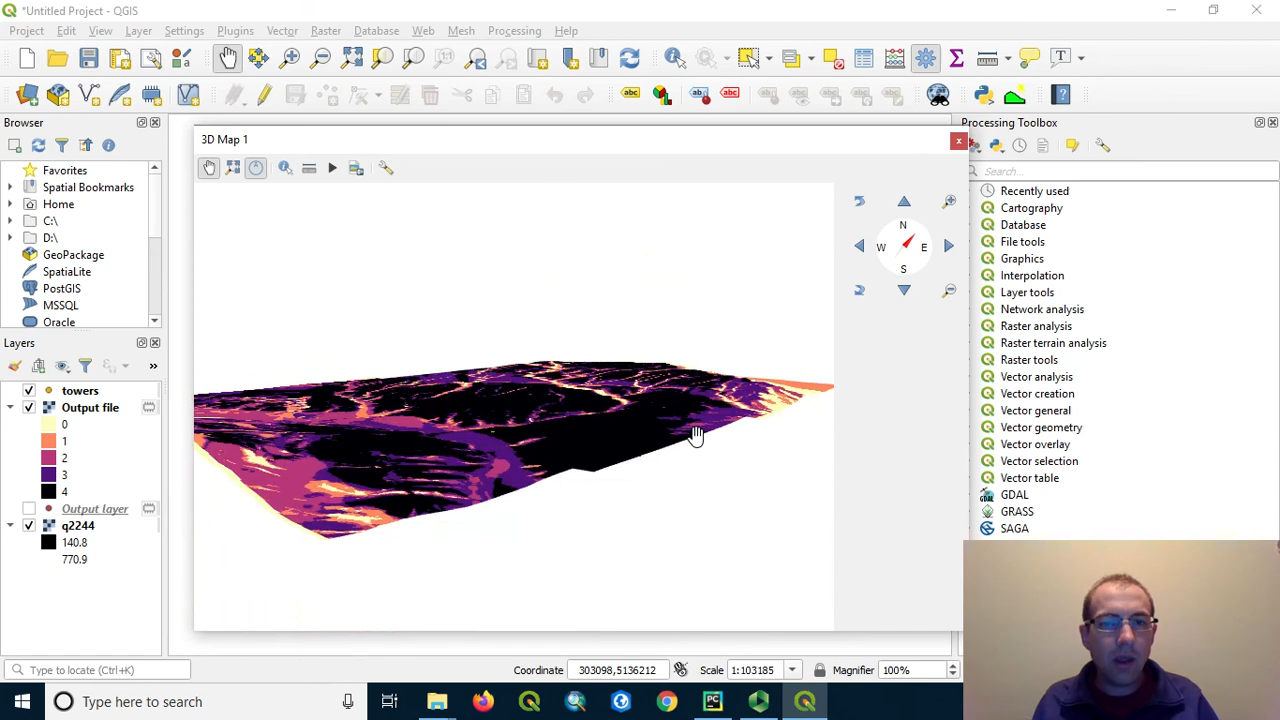 *Untitled Project - QGIS
Project Edit View Layer Settings Plugins Vector Raster Database Web Mesh Processing Help
Browser
Processing Toolbox
3D Map 1
Search...
Favorites
Spatial Bookmarks
Home
C:\
D:\
GeoPackage
SpatiaLite
PostGIS
MSSQL
Oracle
N
W E
S
Recently used
Cartography
Database
File tools
Graphics
Interpolation
Layer tools
Network analysis
Raster analysis
Raster terrain analysis
Raster tools
Vector analysis
Vector creation
Vector general
Vector geometry
Vector overlay
Vector selection
Vector table
GDAL
GRASS
SAGA
Layers
towers
Output file
0
1
2
3
4
Output layer
q2244
140.8
770.9
Type to locate (Ctrl+K)
Coordinate 303098,5136212 Scale 1:103185 Magnifier 100%
Type here to search